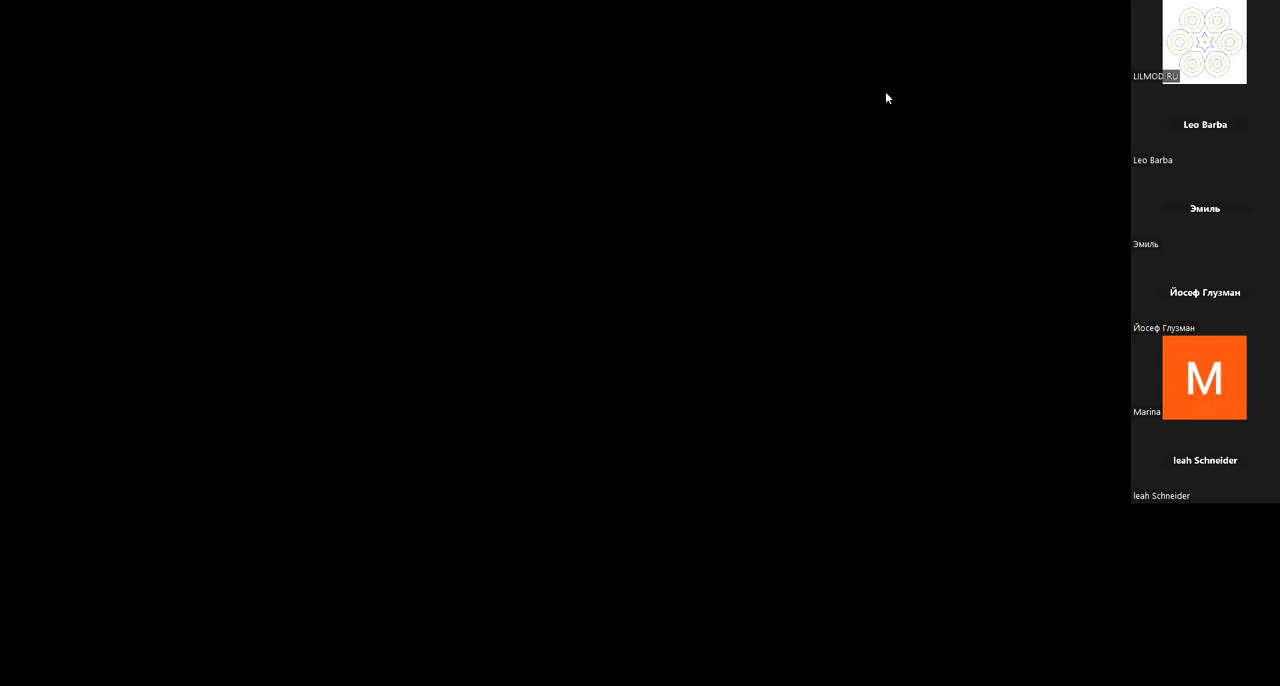 LILMOD RU
Leo Barba
Leo Barba
Эмиль
Эмиль
Йосеф Глузман
Йосеф Глузман
M
Marina
leah Schneider
leah Schneider